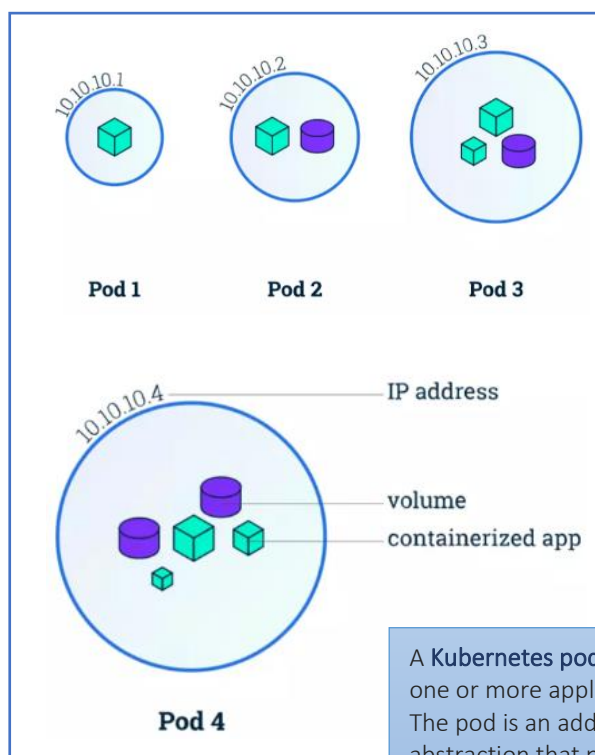 10.10.10.1
10.10.10.2
10.10.10.3
Pod 1
Pod 2
Pod 3
10.10.10.4
IP address
volume
containerized app
Pod 4
A Kubernetes pod
one or more appl
The pod is an add